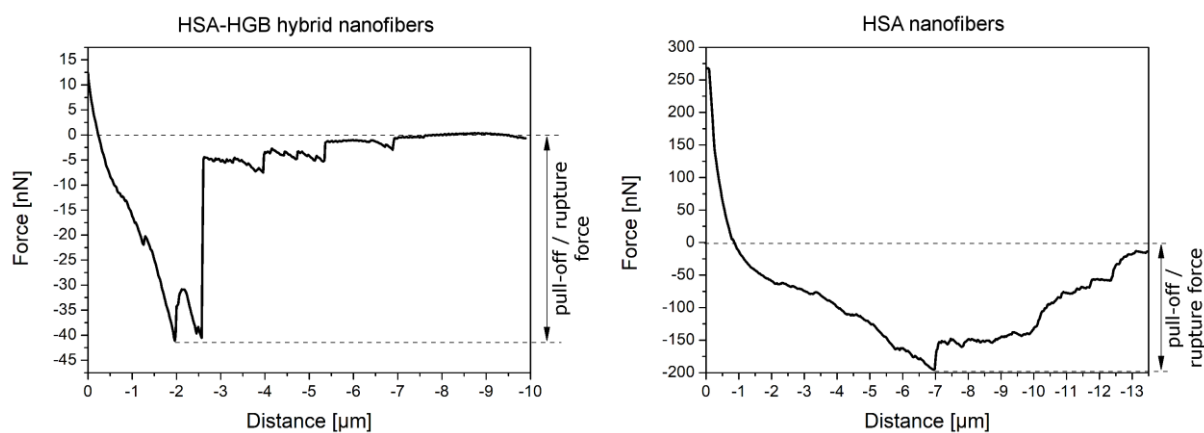 HSA-HGB hybrid nanofibers
Force [nN]
15
10
5
0
-5
-10
-15
-20
-25
-30
-35
-40
-45
0 -1 -2 -3 -4 -5 -6 -7 -8 -9 -10
Distance [µm]
pull-off / rupture
force
HSA nanofibers
Force [nN]
300
250
200
150
100
50
0
-50
-100
-150
-200
0 -1 -2 -3 -4 -5 -6 -7 -8 -9 -10 -11 -12 -13
Distance [µm]
pull-off /
rupture force